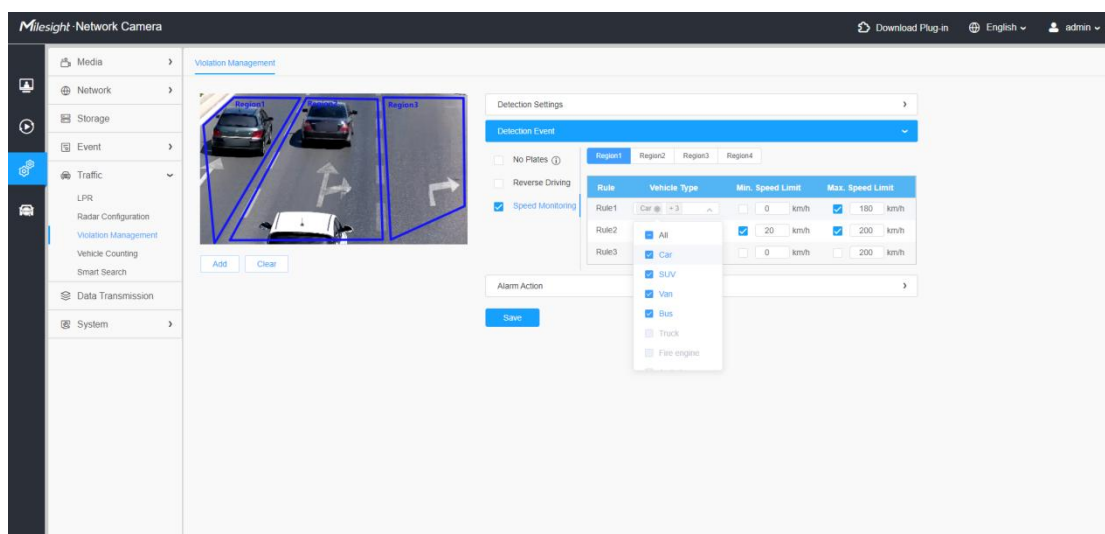 Milesight ·Network Camera
Download Plug-in
English
admin
Media
Network
Storage
Event
Traffic
LPR
Radar Configuration
Violation Management
Vehicle Counting
Smart Search
Data Transmission
System
Violation Management
Region1
Region3
Add
Clear
Detection Settings
Detection Event
No Plates
Reverse Driving
Speed Monitoring
Region1 Region2 Region3 Region4
Rule Vehicle Type Min. Speed Limit Max. Speed Limit
Rule1 Car + 3 0 km/h 180 km/h
Rule2 20 km/h 200 km/h
Rule3 0 km/h 200 km/h
All
Car
SUV
Van
Bus
Truck
Fire engine
Alarm Action
Save